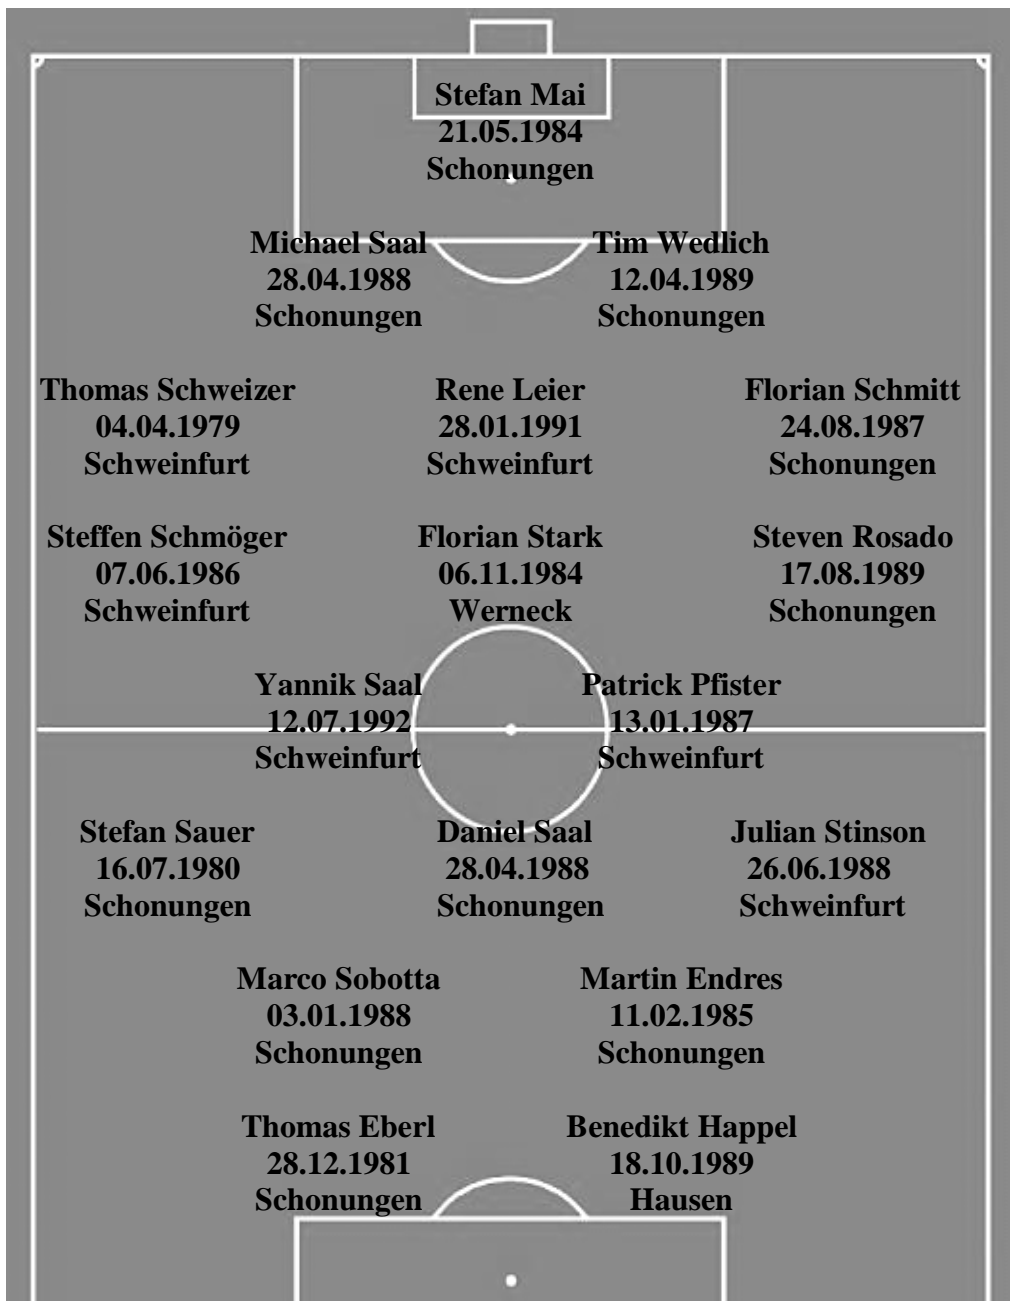 Stefan Mai
21.05.1984
Schonungen
Michael Saal Tim Wedlich
28.04.1988 12.04.1989
Schonungen Schonungen
Thomas Schweizer Rene Leier Florian Schmitt
04.04.1979 28.01.1991 24.08.1987
Schweinfurt Schweinfurt Schonungen
Steffen Schmöger Florian Stark Steven Rosado
07.06.1986 06.11.1984 17.08.1989
Schweinfurt Werneck Schonungen
Yannik Saal Patrick Pfister
12.07.1992 13.01.1987
Schweinfurt Schweinfurt
Stefan Sauer Daniel Saal Julian Stinson
16.07.1980 28.04.1988 26.06.1988
Schonungen Schonungen Schweinfurt
Marco Sobotta Martin Endres
03.01.1988 11.02.1985
Schonungen Schonungen
Thomas Eberl Benedikt Happel
28.12.1981 18.10.1989
Schonungen Hausen